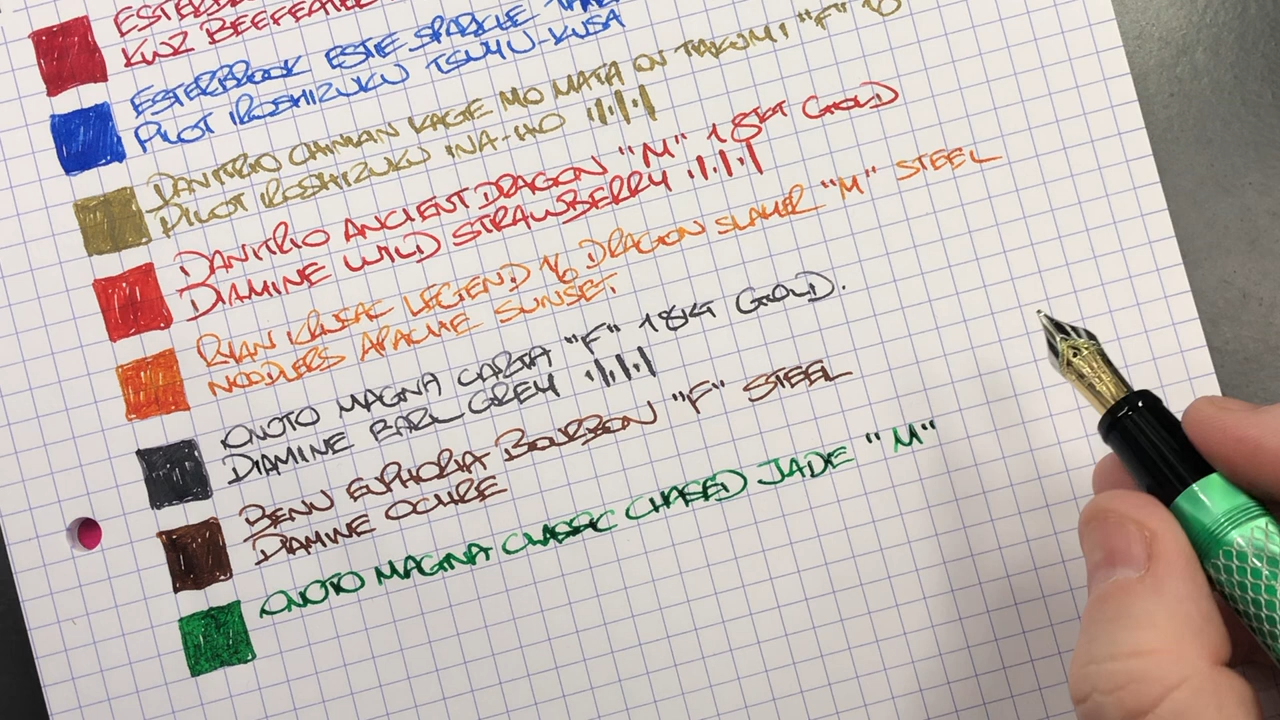 KWZ BEEFEATER
ESTERBROOK ESTIE SPARKLE
PILOT IROSHIZUKU TSUYU-KUSA
DANITRIO CHINKIN KAGE MO MATA ON TAKUMI "F"
PILOT IROSHIZUKU INA-HO
DANITRIO ANCIENT DRAGON "M" 18KT GOLD
DIAMINE WILD STRAWBERRY
RYAN KRUSAC LEGEND 16 DRAGON SLAYER "M" STEEL
NOODLERS APACHE SUNSET.
ONOTO MAGNA CARTA "F" 18K GOLD.
DIAMINE EARL GREY
BENU EUPHORIA BOURBON "F" STEEL
DIAMINE OCHRE
ONOTO MAGNA CLASSIC CHASED JADE "M"